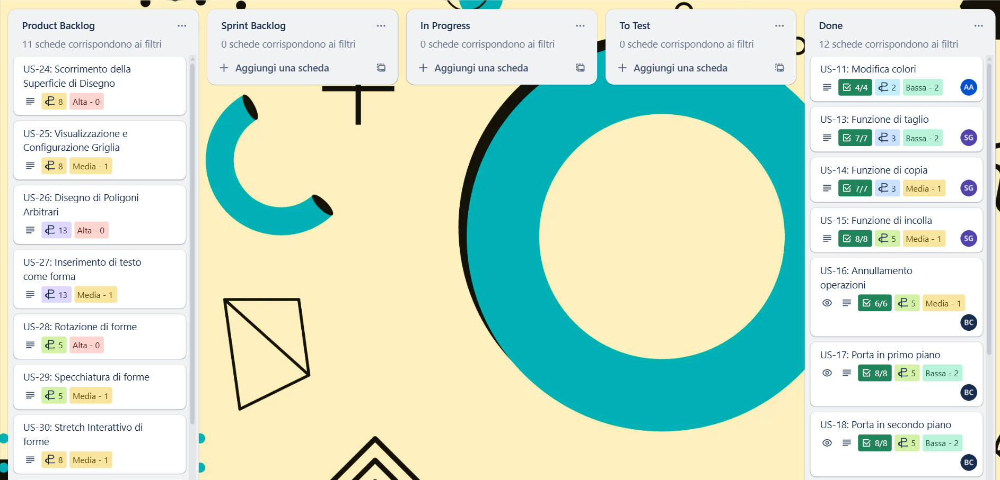 Product Backlog
11 schede corrispondono ai filtri
US-24: Scorrimento della
Superficie di Disegno
8 Alta - 0
US-25: Visualizzazione e
Configurazione Griglia
8 Media - 1
US-26: Disegno di Poligoni
Arbitrari
13 Alta - 0
US-27: Inserimento di testo
come forma
13 Media - 1
US-28: Rotazione di forme
5 Alta - 0
US-29: Specchiatura di forme
5 Media - 1
US-30: Stretch Interattivo di
forme
8 Media - 1
Sprint Backlog
0 schede corrispondono ai filtri
Aggiungi una scheda
In Progress
0 schede corrispondono ai filtri
Aggiungi una scheda
To Test
0 schede corrispondono ai filtri
Aggiungi una scheda
Done
12 schede corrispondono ai filtri
US-11: Modifica colori
4/4 2 Bassa - 2 AA
US-13: Funzione di taglio
7/7 3 Bassa - 2 SG
US-14: Funzione di copia
7/7 3 Media - 1 SG
US-15: Funzione di incolla
8/8 5 Media - 1 SG
US-16: Annullamento
operazioni
6/6 5 Media - 1
BC
US-17: Porta in primo piano
8/8 5 Bassa - 2
BC
US-18: Porta in secondo piano
8/8 5 Bassa - 2
BC